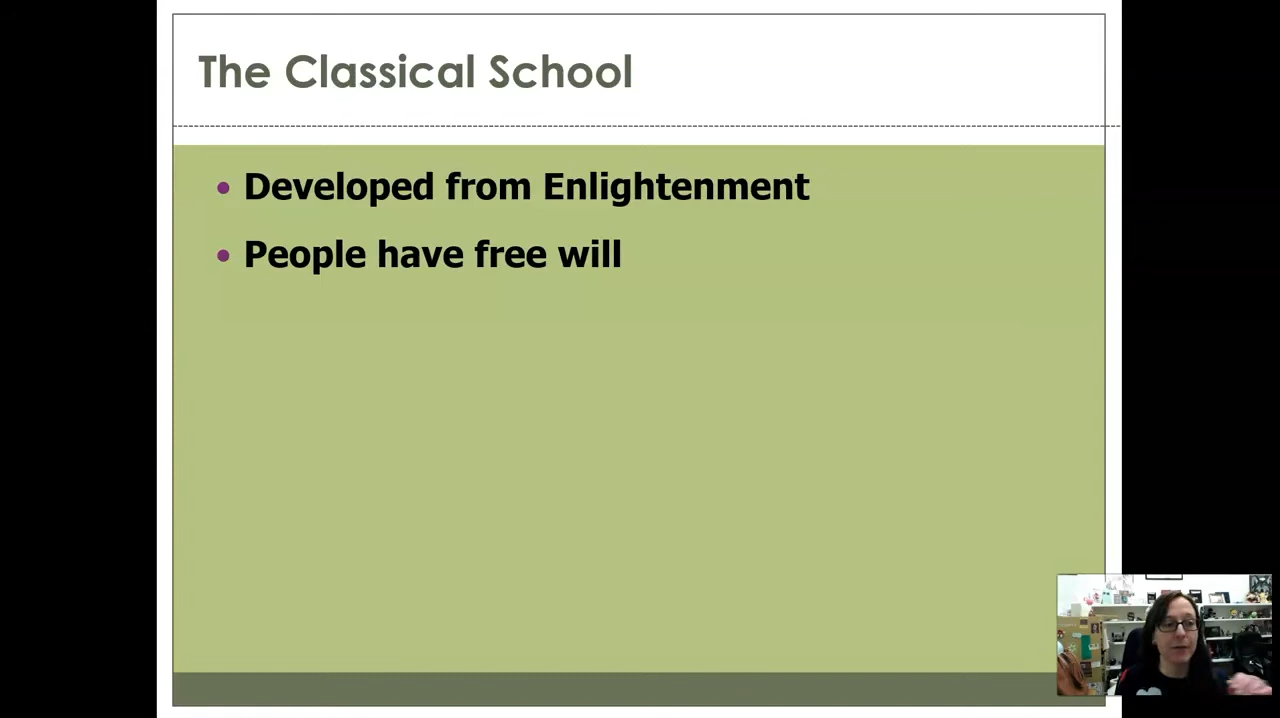 The Classical School
Developed from Enlightenment
People have free will